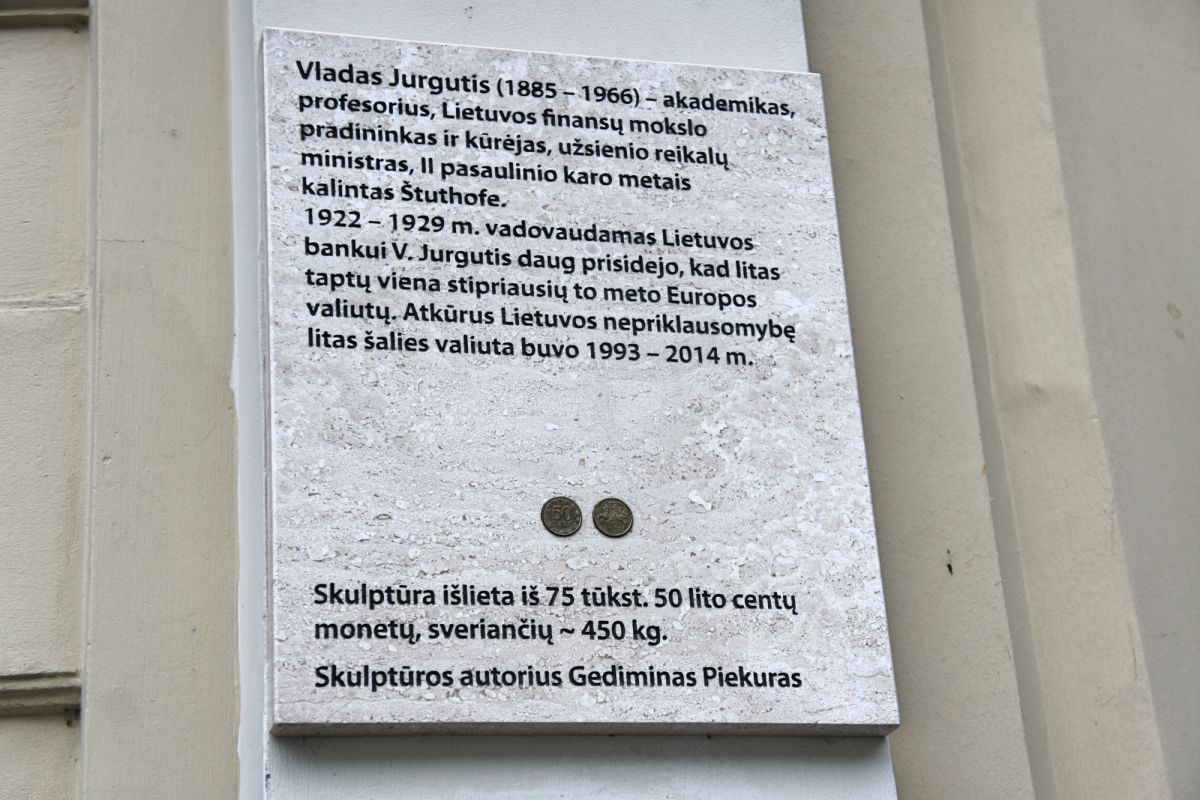 Vladas Jurgutis (1885 – 1966) – akademikas,
profesorius, Lietuvos finansų mokslo
pradininkas ir kūrėjas, užsienio reikalų
ministras, II pasaulinio karo metais
kalintas Štuthofe.
1922 – 1929 m. vadovaudamas Lietuvos
bankui V. Jurgutis daug prisidejo, kad litas
taptų viena stipriausių to meto Europos
valiutų. Atkūrus Lietuvos nepriklausomybę
litas šalies valiuta buvo 1993 – 2014 m.
50
Skulptūra išlieta iš 75 tūkst. 50 lito centų
monetų, sveriančių ~ 450 kg.
Skulptūros autorius Gediminas Piekuras